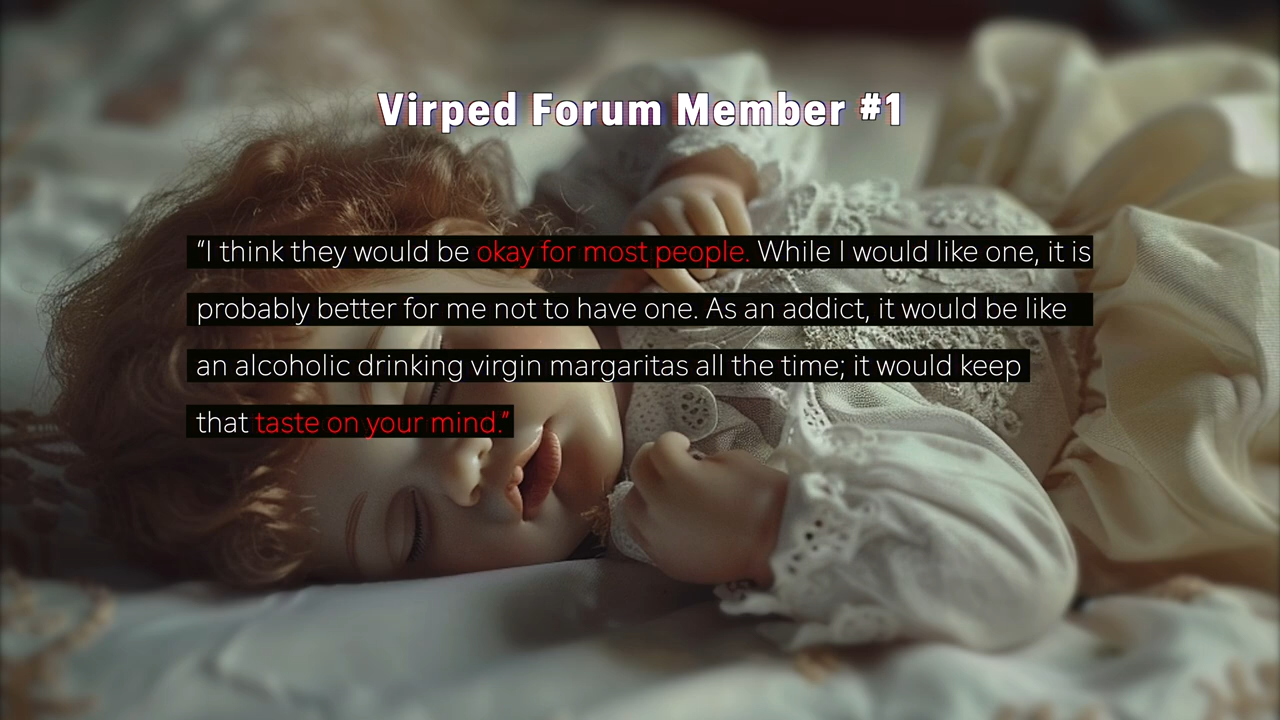 Virped Forum Member #1
“I think they would be okay for most people. While I would like one, it is
probably better for me not to have one. As an addict, it would be like
an alcoholic drinking virgin margaritas all the time; it would keep
that taste on your mind.”